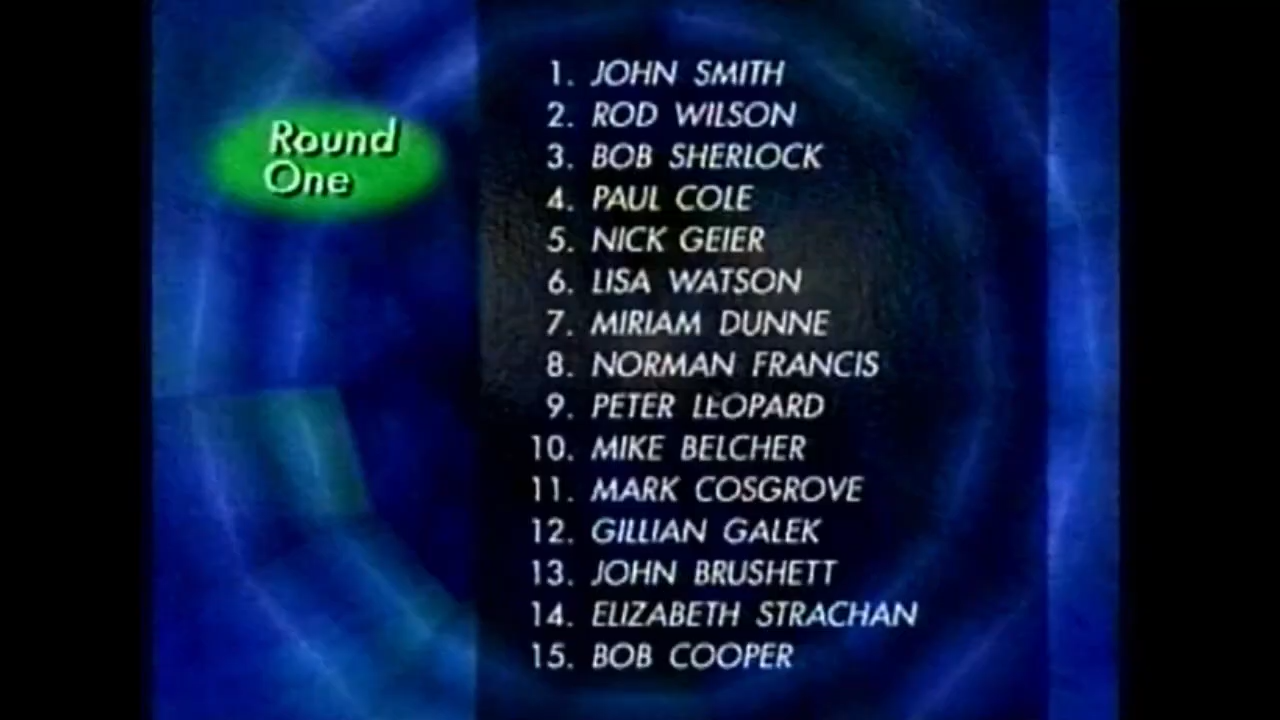 Round
One
1. JOHN SMITH
2. ROD WILSON
3. BOB SHERLOCK
4. PAUL COLE
5. NICK GEIER
6. LISA WATSON
7. MIRIAM DUNNE
8. NORMAN FRANCIS
9. PETER LEOPARD
10. MIKE BELCHER
11. MARK COSGROVE
12. GILLIAN GALEK
13. JOHN BRUSHETT
14. ELIZABETH STRACHAN
15. BOB COOPER